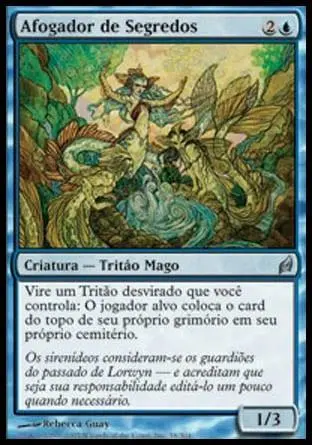 Afogador de Segredos 2
Criatura — Tritão Mago
Vire um Tritão desvirado que você
controla: O jogador alvo coloca o card
do topo de seu próprio grimório em seu
próprio cemitério.
Os sirenídeos consideram-se os guardiões
do passado de Lorwyn — e acreditam que
seja sua responsabilidade editá-lo um pouco
quando necessário.
Rebecca Guay
1/3